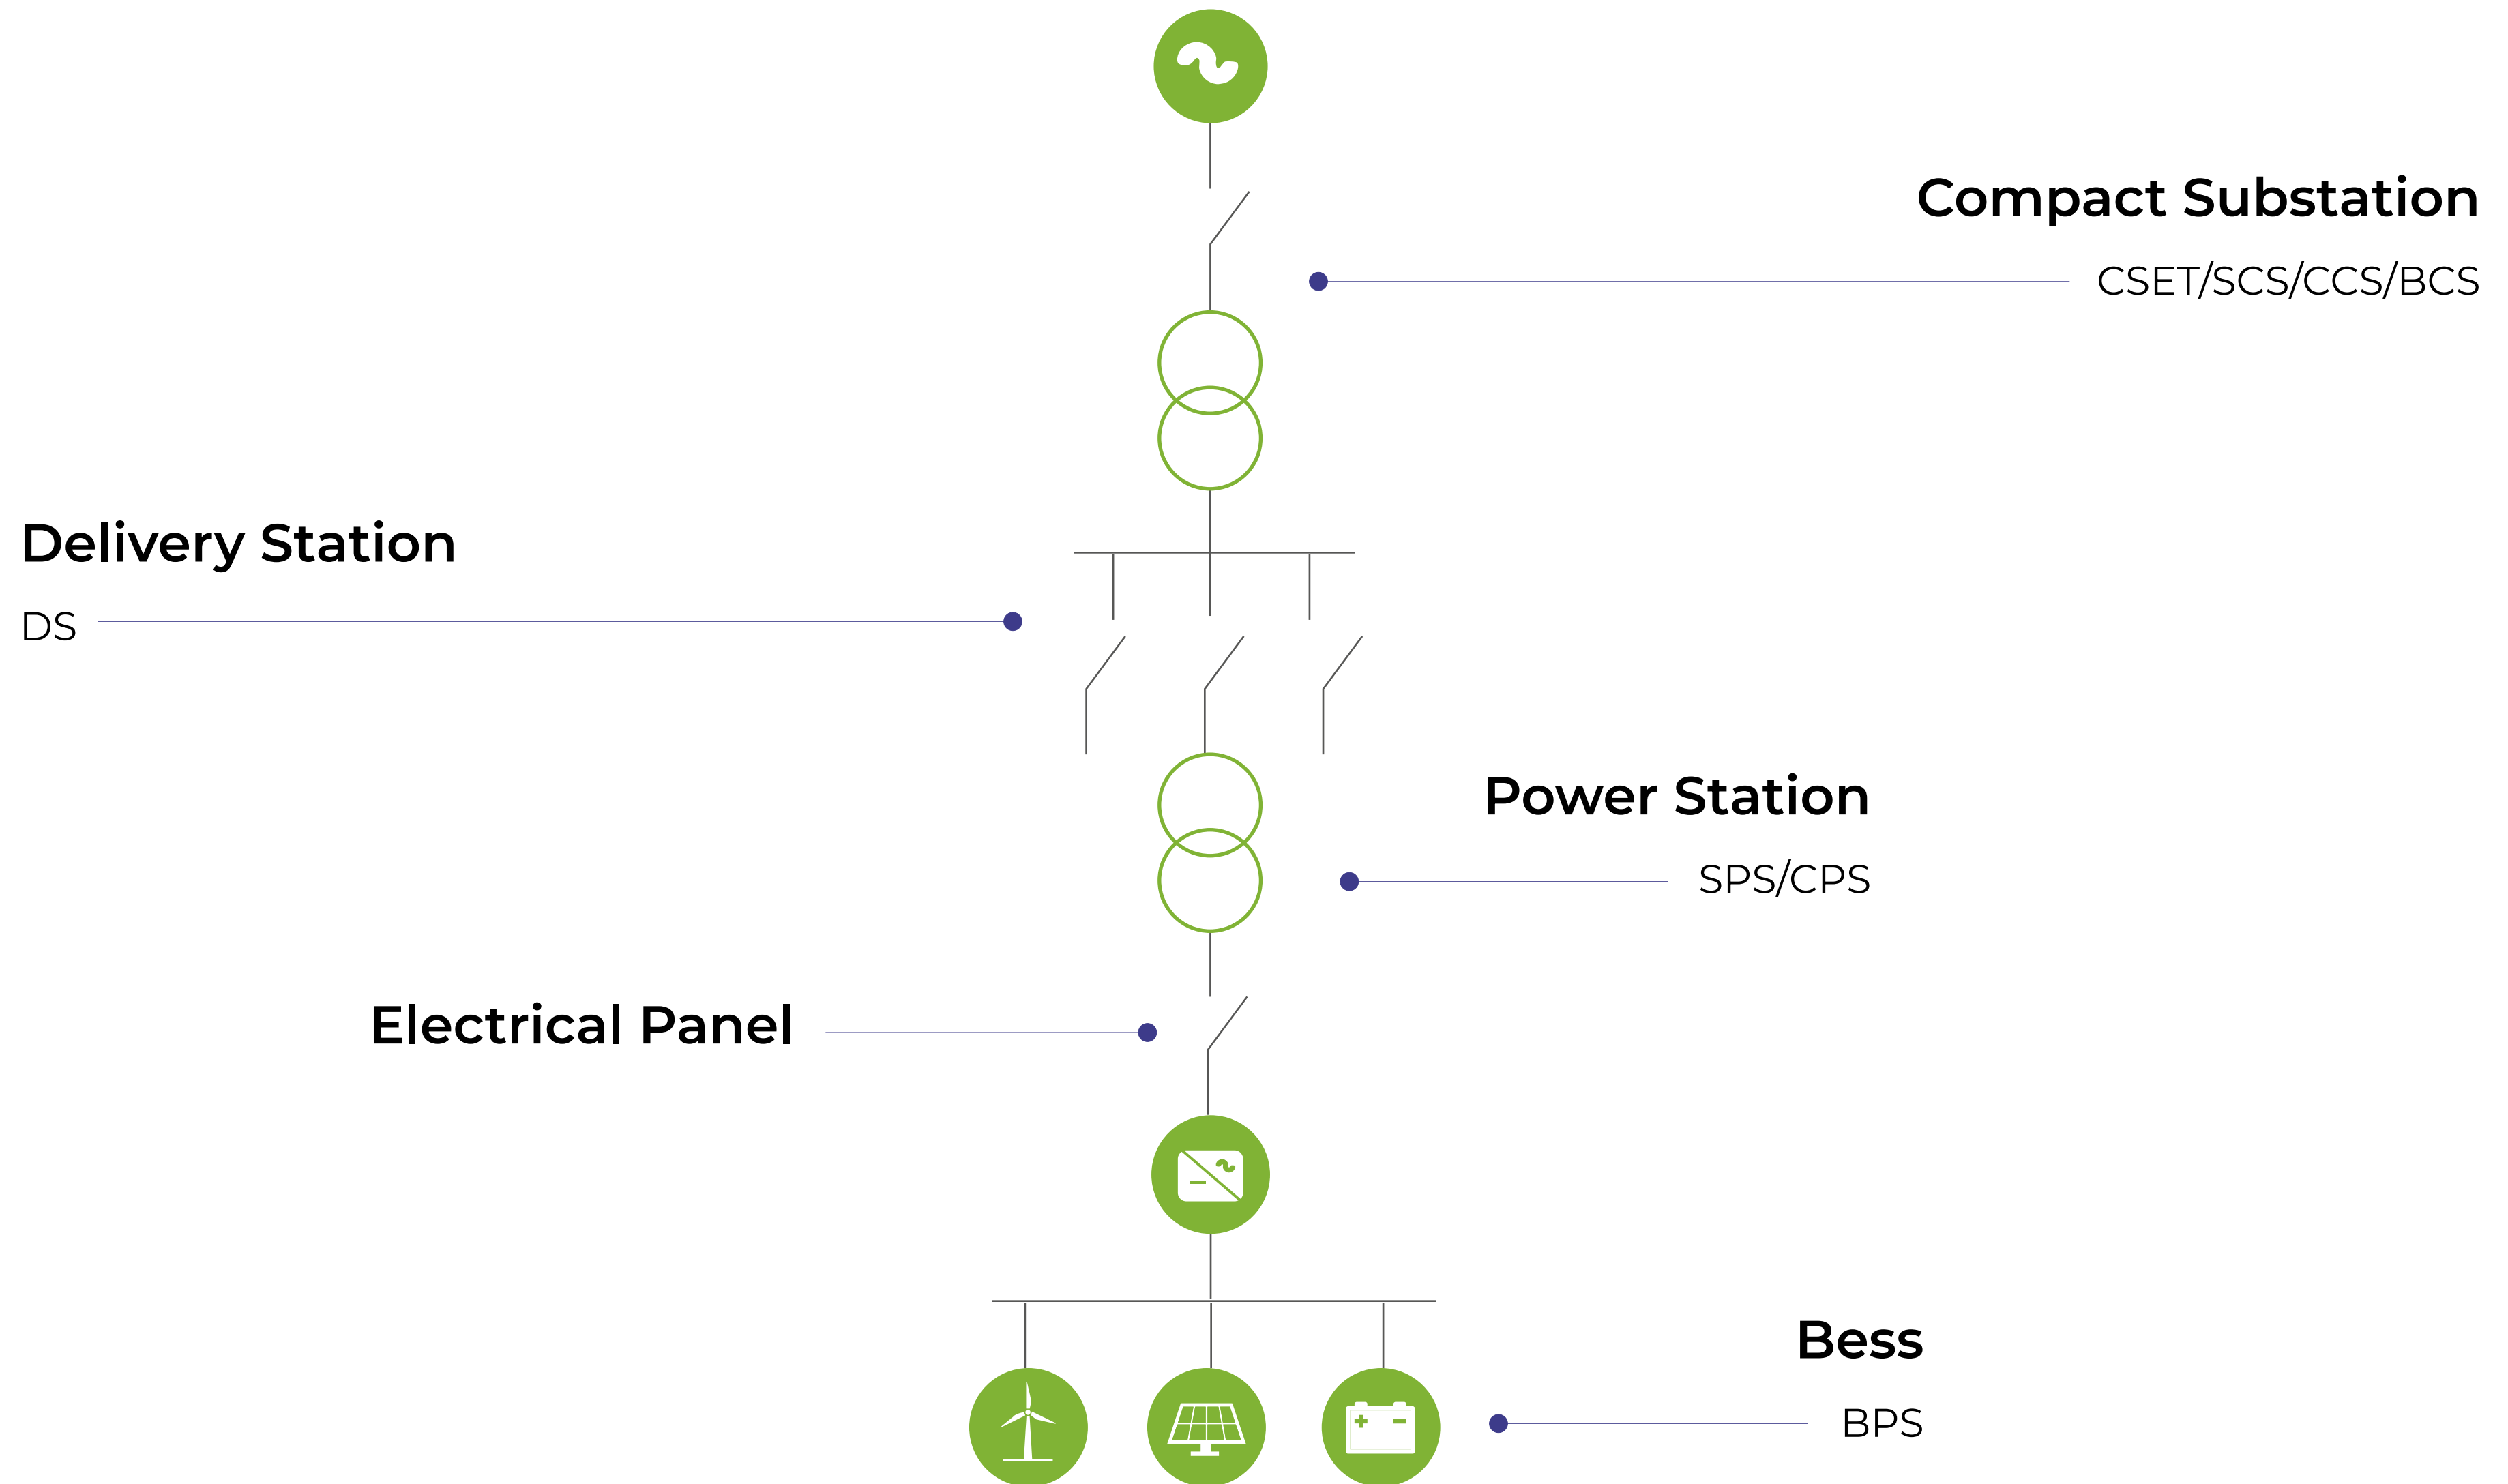 Compact Substation
CSET/SCS/CCS/BCS
Delivery Station
DS
Power Station
SPS/CPS
Electrical Panel
Bess
BPS